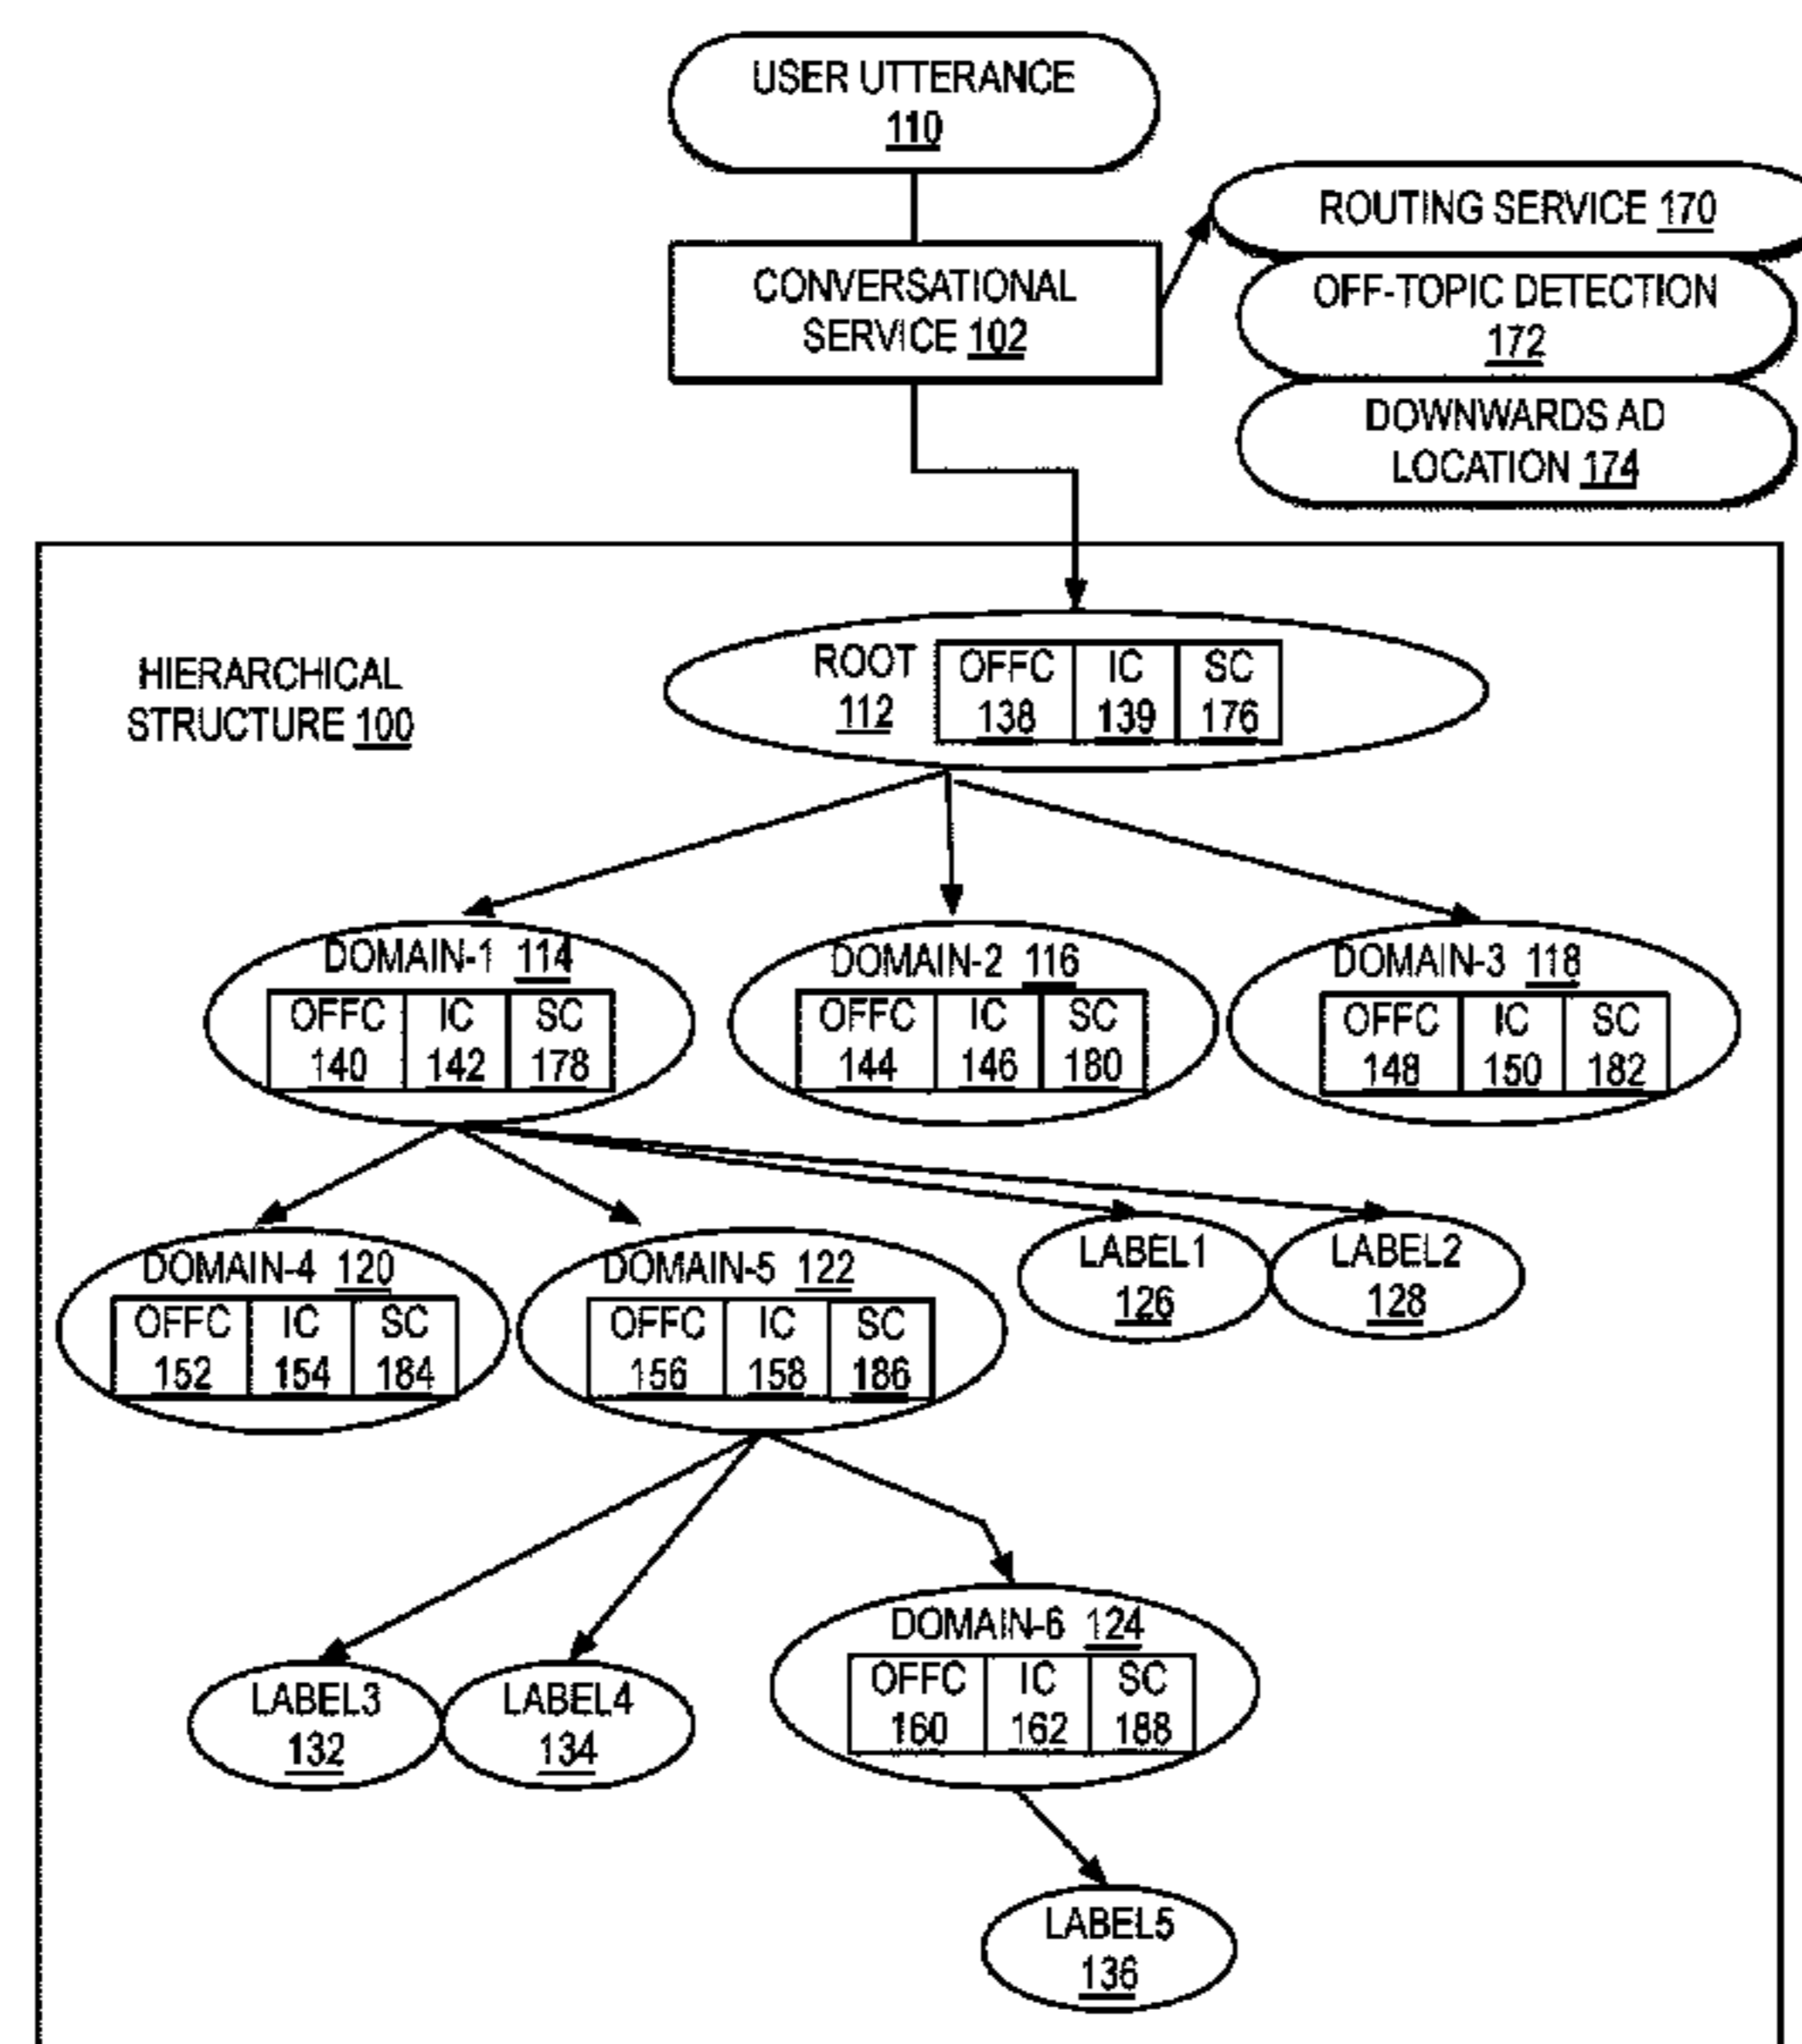 USER UTTERANCE
110
ROUTING SERVICE 170
CONVERSATIONAL
SERVICE 102
OFF-TOPIC DETECTION
172
DOWNWARDS AD
LOCATION 174
HIERARCHICAL
STRUCTURE 100
ROOT
112
OFFC IC SC
138 139 176
DOMAIN-1 114
OFFC IC SC
140 142 178
DOMAIN-2 116
OFFC IC SC
144 146 180
DOMAIN-3 118
OFFC IC SC
148 150 182
DOMAIN-4 120
OFFC IC SC
152 154 184
DOMAIN-5 122
OFFC IC SC
156 158 186
LABEL1
126
LABEL2
128
LABEL3
132
LABEL4
134
DOMAIN-6 124
OFFC IC SC
160 162 188
LABEL5
136